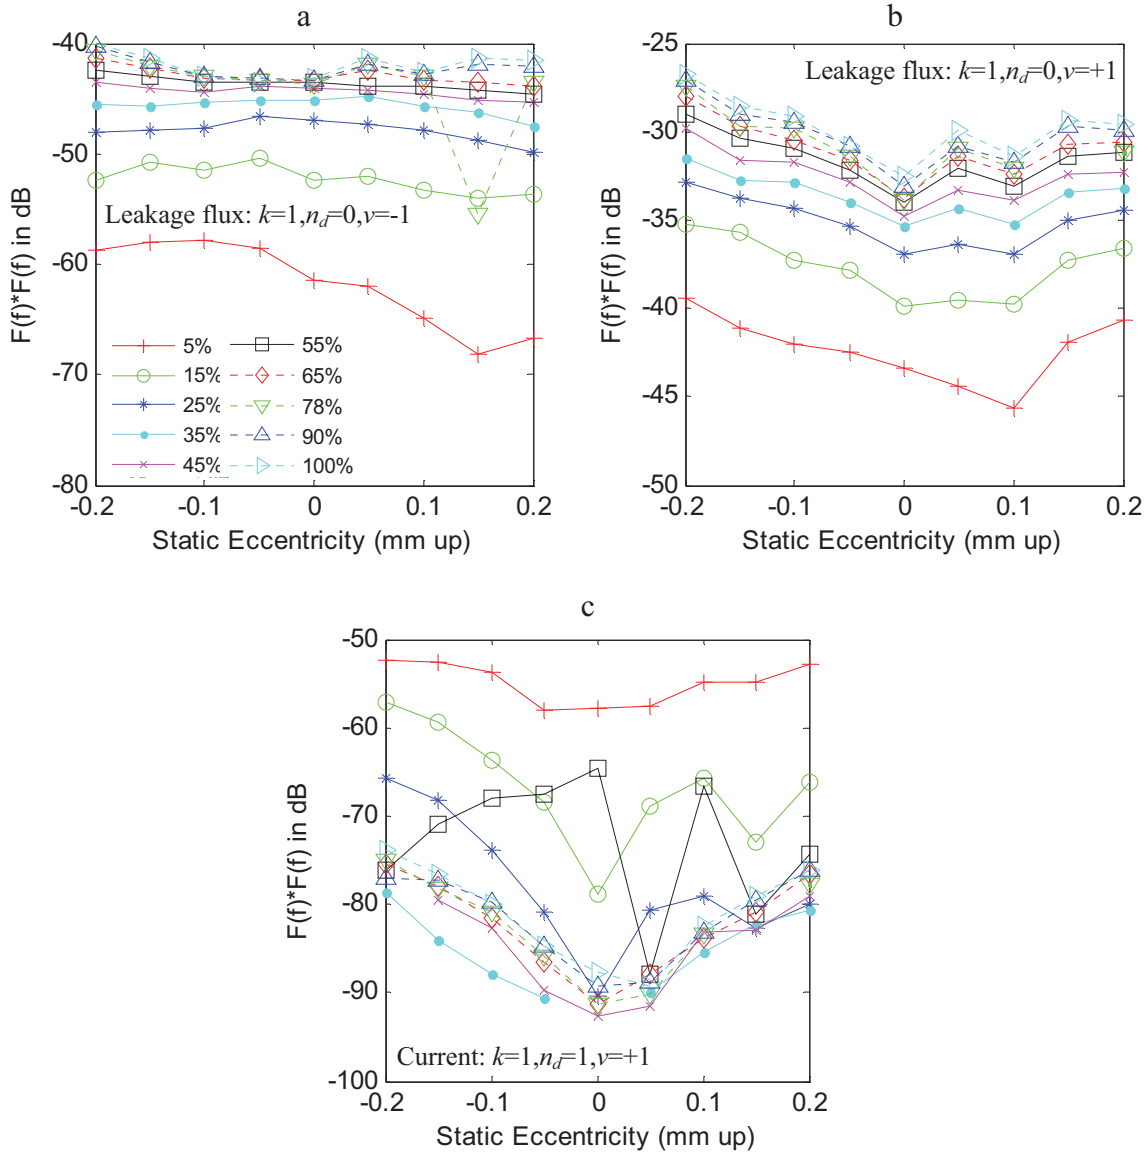 a
-40
-50
-60
-70
-80
F(f)*F(f) in dB
Leakage flux: k=1,n_d=0,v=-1
5%
15%
25%
35%
45%
55%
65%
78%
90%
100%
-0.2 -0.1 0 0.1 0.2
Static Eccentricity (mm up)
b
-25
-30
-35
-40
-45
-50
F(f)*F(f) in dB
Leakage flux: k=1,n_d=0,v=+1
-0.2 -0.1 0 0.1 0.2
Static Eccentricity (mm up)
c
-50
-60
-70
-80
-90
-100
F(f)*F(f) in dB
Current: k=1,n_d=1,v=+1
-0.2 -0.1 0 0.1 0.2
Static Eccentricity (mm up)